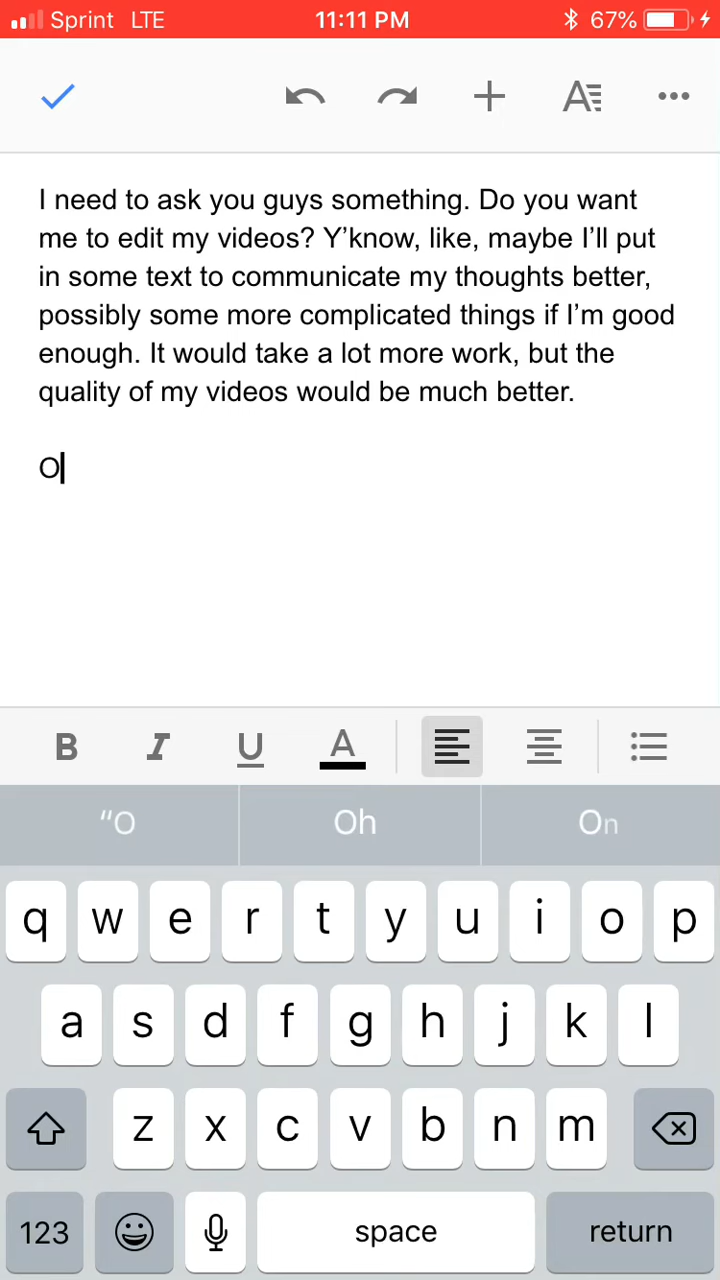 Sprint LTE 11:11 PM 67%
I need to ask you guys something. Do you want
me to edit my videos? Y’know, like, maybe I’ll put
in some text to communicate my thoughts better,
possibly some more complicated things if I’m good
enough. It would take a lot more work, but the
quality of my videos would be much better.
O
B I U A
“O Oh On
q w e r t y u i o p
a s d f g h j k l
z x c v b n m
123 space return